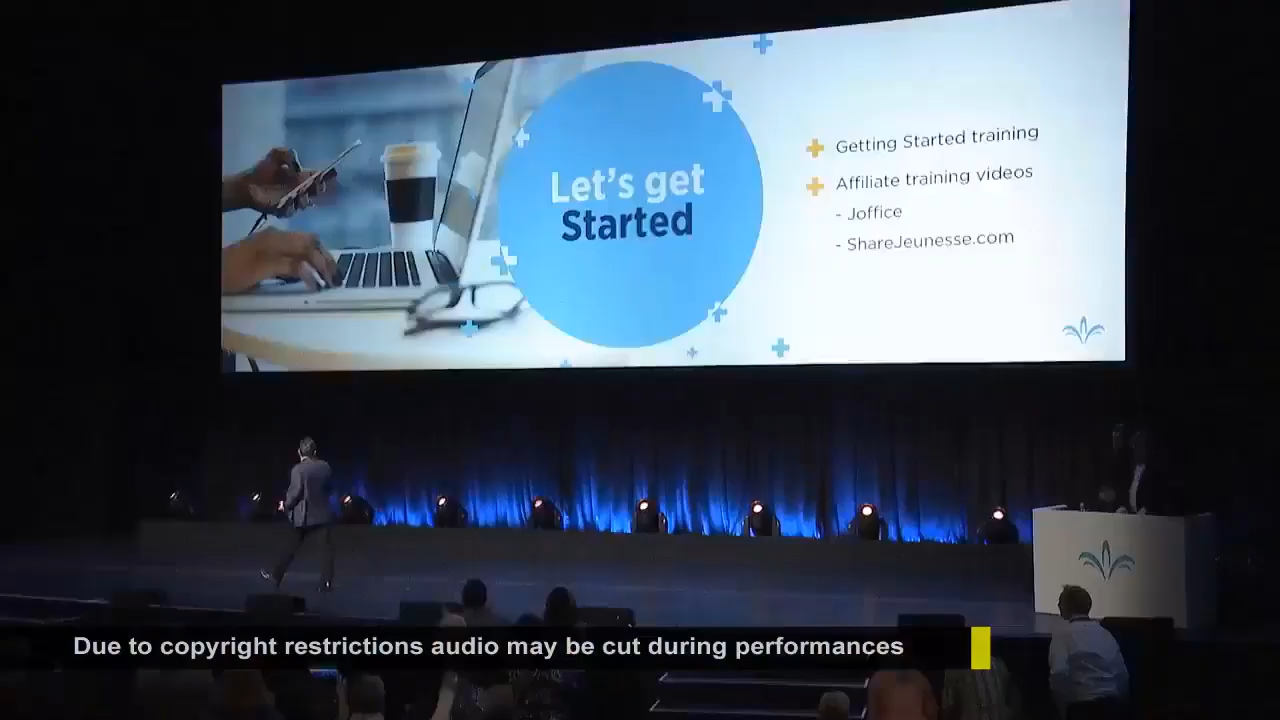 Let's get
Started
Getting Started training
Affiliate training videos
- Joffice
- ShareJeunesse.com
Due to copyright restrictions audio may be cut during performances